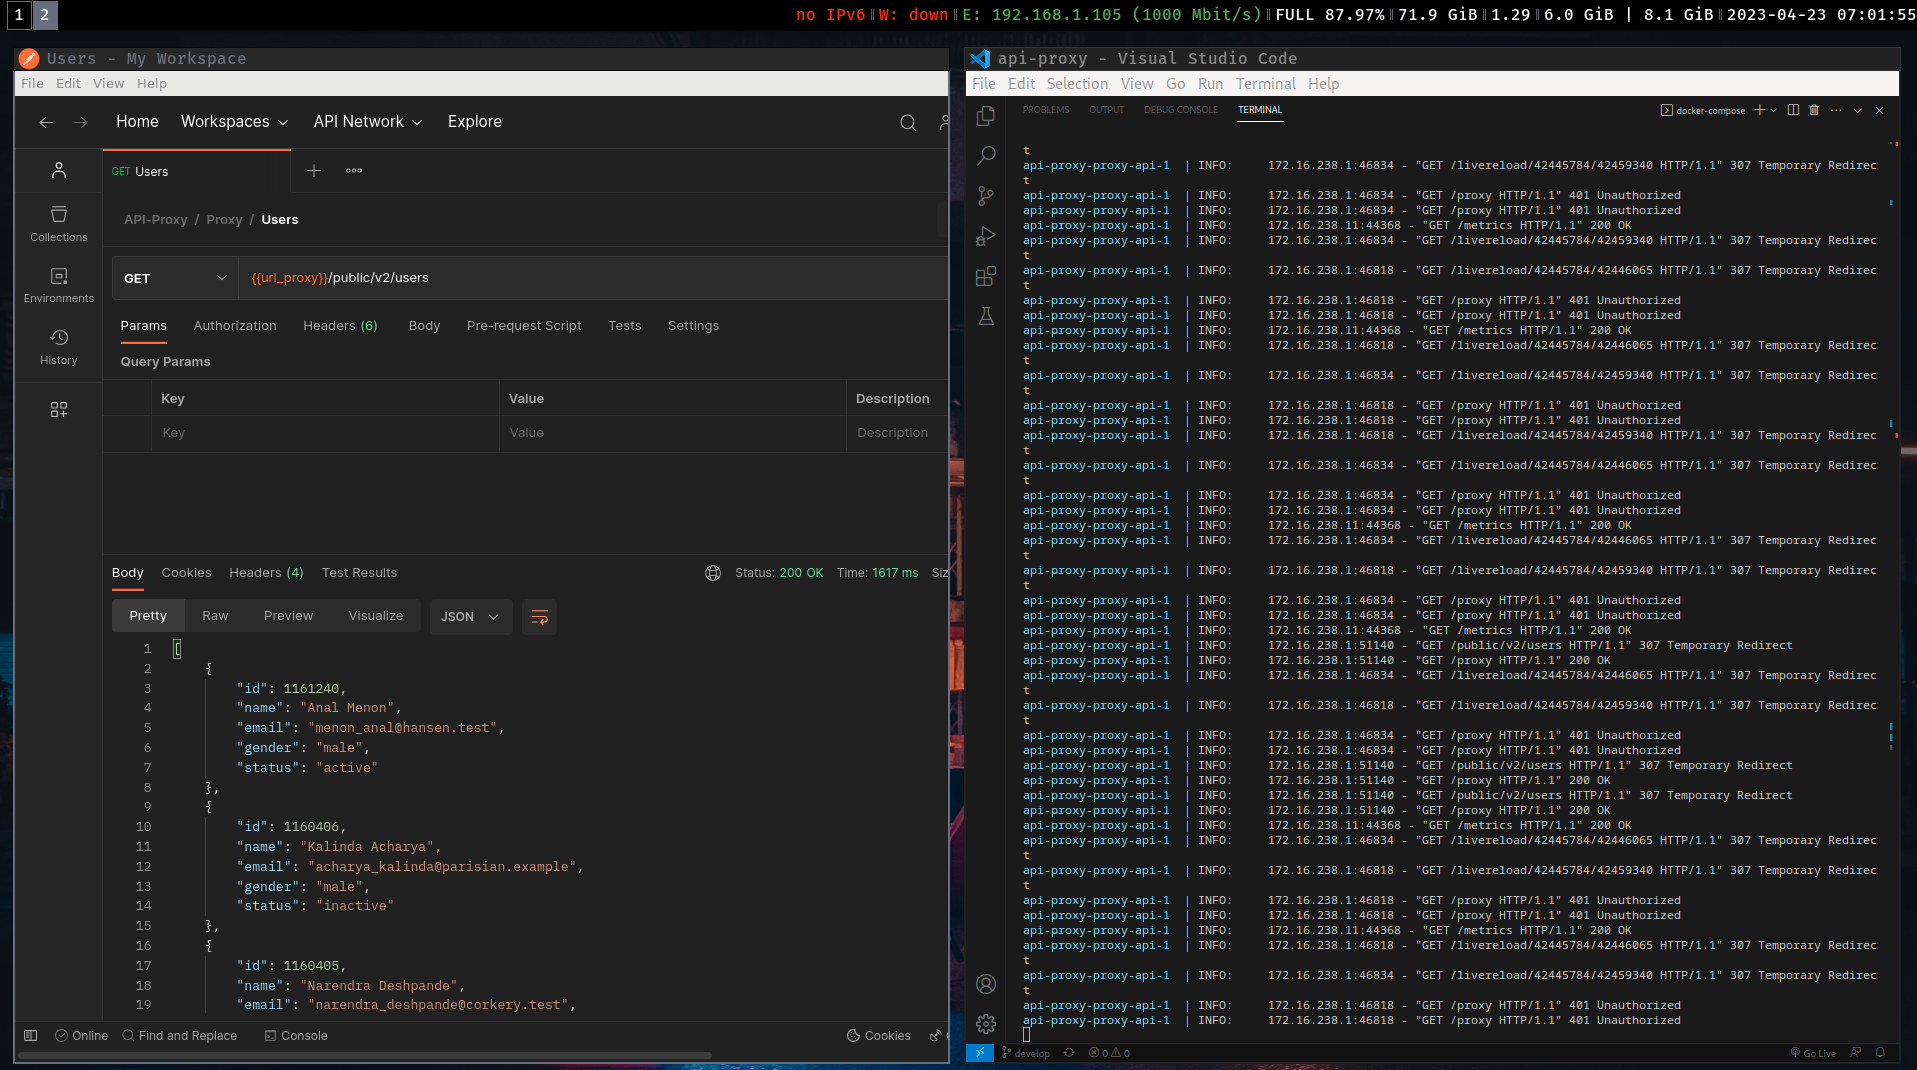 1 2
no IPv6 W: down E: 192.168.1.105 (1000 Mbit/s) FULL 87.97% 71.9 GiB 1.29 6.0 GiB | 8.1 GiB 2023-04-23 07:01:55
Users - My Workspace
File Edit View Help
Home Workspaces API Network Explore
GET Users
API-Proxy / Proxy / Users
Collections
Environments
History
GET {{url_proxy}}/public/v2/users
Params Authorization Headers (6) Body Pre-request Script Tests Settings
Query Params
Key Value Description
Key Value Description
Body Cookies Headers (4) Test Results Status: 200 OK Time: 1617 ms Siz
Pretty Raw Preview Visualize JSON
1 [
2 {
3 "id": 1161240,
4 "name": "Anal Menon",
5 "email": "menon_anal@hansen.test",
6 "gender": "male",
7 "status": "active"
8 },
9 {
10 "id": 1160406,
11 "name": "Kalinda Acharya",
12 "email": "acharya_kalinda@parisian.example",
13 "gender": "male",
14 "status": "inactive"
15 },
16 {
17 "id": 1160405,
18 "name": "Narendra Deshpande",
19 "email": "narendra_deshpande@corkery.test",
Online Find and Replace Console Cookies
api-proxy - Visual Studio Code
File Edit Selection View Go Run Terminal Help
PROBLEMS OUTPUT DEBUG CONSOLE TERMINAL docker-compose
t
api-proxy-proxy-api-1 | INFO: 172.16.238.1:46834 - "GET /livereload/42445784/42459340 HTTP/1.1" 307 Temporary Redirec
t
api-proxy-proxy-api-1 | INFO: 172.16.238.1:46834 - "GET /proxy HTTP/1.1" 401 Unauthorized
api-proxy-proxy-api-1 | INFO: 172.16.238.1:46834 - "GET /proxy HTTP/1.1" 401 Unauthorized
api-proxy-proxy-api-1 | INFO: 172.16.238.11:44368 - "GET /metrics HTTP/1.1" 200 OK
api-proxy-proxy-api-1 | INFO: 172.16.238.1:46834 - "GET /livereload/42445784/42459340 HTTP/1.1" 307 Temporary Redirec
t
api-proxy-proxy-api-1 | INFO: 172.16.238.1:46818 - "GET /livereload/42445784/42446065 HTTP/1.1" 307 Temporary Redirec
t
api-proxy-proxy-api-1 | INFO: 172.16.238.1:46818 - "GET /proxy HTTP/1.1" 401 Unauthorized
api-proxy-proxy-api-1 | INFO: 172.16.238.1:46818 - "GET /proxy HTTP/1.1" 401 Unauthorized
api-proxy-proxy-api-1 | INFO: 172.16.238.11:44368 - "GET /metrics HTTP/1.1" 200 OK
api-proxy-proxy-api-1 | INFO: 172.16.238.1:46818 - "GET /livereload/42445784/42446065 HTTP/1.1" 307 Temporary Redirec
t
api-proxy-proxy-api-1 | INFO: 172.16.238.1:46834 - "GET /livereload/42445784/42459340 HTTP/1.1" 307 Temporary Redirec
t
api-proxy-proxy-api-1 | INFO: 172.16.238.1:46818 - "GET /proxy HTTP/1.1" 401 Unauthorized
api-proxy-proxy-api-1 | INFO: 172.16.238.1:46818 - "GET /proxy HTTP/1.1" 401 Unauthorized
api-proxy-proxy-api-1 | INFO: 172.16.238.1:46818 - "GET /livereload/42445784/42459340 HTTP/1.1" 307 Temporary Redirec
t
api-proxy-proxy-api-1 | INFO: 172.16.238.1:46834 - "GET /livereload/42445784/42446065 HTTP/1.1" 307 Temporary Redirec
t
api-proxy-proxy-api-1 | INFO: 172.16.238.1:46834 - "GET /proxy HTTP/1.1" 401 Unauthorized
api-proxy-proxy-api-1 | INFO: 172.16.238.1:46834 - "GET /proxy HTTP/1.1" 401 Unauthorized
api-proxy-proxy-api-1 | INFO: 172.16.238.11:44368 - "GET /metrics HTTP/1.1" 200 OK
api-proxy-proxy-api-1 | INFO: 172.16.238.1:46834 - "GET /livereload/42445784/42446065 HTTP/1.1" 307 Temporary Redirec
t
api-proxy-proxy-api-1 | INFO: 172.16.238.1:46818 - "GET /livereload/42445784/42459340 HTTP/1.1" 307 Temporary Redirec
t
api-proxy-proxy-api-1 | INFO: 172.16.238.1:46834 - "GET /proxy HTTP/1.1" 401 Unauthorized
api-proxy-proxy-api-1 | INFO: 172.16.238.1:46834 - "GET /proxy HTTP/1.1" 401 Unauthorized
api-proxy-proxy-api-1 | INFO: 172.16.238.11:44368 - "GET /metrics HTTP/1.1" 200 OK
api-proxy-proxy-api-1 | INFO: 172.16.238.1:51140 - "GET /public/v2/users HTTP/1.1" 307 Temporary Redirect
api-proxy-proxy-api-1 | INFO: 172.16.238.1:51140 - "GET /proxy HTTP/1.1" 200 OK
api-proxy-proxy-api-1 | INFO: 172.16.238.1:46834 - "GET /livereload/42445784/42446065 HTTP/1.1" 307 Temporary Redirec
t
api-proxy-proxy-api-1 | INFO: 172.16.238.1:46818 - "GET /livereload/42445784/42459340 HTTP/1.1" 307 Temporary Redirec
t
api-proxy-proxy-api-1 | INFO: 172.16.238.1:46834 - "GET /proxy HTTP/1.1" 401 Unauthorized
api-proxy-proxy-api-1 | INFO: 172.16.238.1:46834 - "GET /proxy HTTP/1.1" 401 Unauthorized
api-proxy-proxy-api-1 | INFO: 172.16.238.1:51140 - "GET /public/v2/users HTTP/1.1" 307 Temporary Redirect
api-proxy-proxy-api-1 | INFO: 172.16.238.1:51140 - "GET /proxy HTTP/1.1" 200 OK
api-proxy-proxy-api-1 | INFO: 172.16.238.1:51140 - "GET /public/v2/users HTTP/1.1" 307 Temporary Redirect
api-proxy-proxy-api-1 | INFO: 172.16.238.1:51140 - "GET /proxy HTTP/1.1" 200 OK
api-proxy-proxy-api-1 | INFO: 172.16.238.11:44368 - "GET /metrics HTTP/1.1" 200 OK
api-proxy-proxy-api-1 | INFO: 172.16.238.1:46834 - "GET /livereload/42445784/42446065 HTTP/1.1" 307 Temporary Redirec
t
api-proxy-proxy-api-1 | INFO: 172.16.238.1:46818 - "GET /livereload/42445784/42459340 HTTP/1.1" 307 Temporary Redirec
t
api-proxy-proxy-api-1 | INFO: 172.16.238.1:46818 - "GET /proxy HTTP/1.1" 401 Unauthorized
api-proxy-proxy-api-1 | INFO: 172.16.238.1:46818 - "GET /proxy HTTP/1.1" 401 Unauthorized
api-proxy-proxy-api-1 | INFO: 172.16.238.11:44368 - "GET /metrics HTTP/1.1" 200 OK
api-proxy-proxy-api-1 | INFO: 172.16.238.1:46818 - "GET /livereload/42445784/42446065 HTTP/1.1" 307 Temporary Redirec
t
api-proxy-proxy-api-1 | INFO: 172.16.238.1:46834 - "GET /livereload/42445784/42459340 HTTP/1.1" 307 Temporary Redirec
t
api-proxy-proxy-api-1 | INFO: 172.16.238.1:46818 - "GET /proxy HTTP/1.1" 401 Unauthorized
api-proxy-proxy-api-1 | INFO: 172.16.238.1:46818 - "GET /proxy HTTP/1.1" 401 Unauthorized
develop 0 0 Go Live